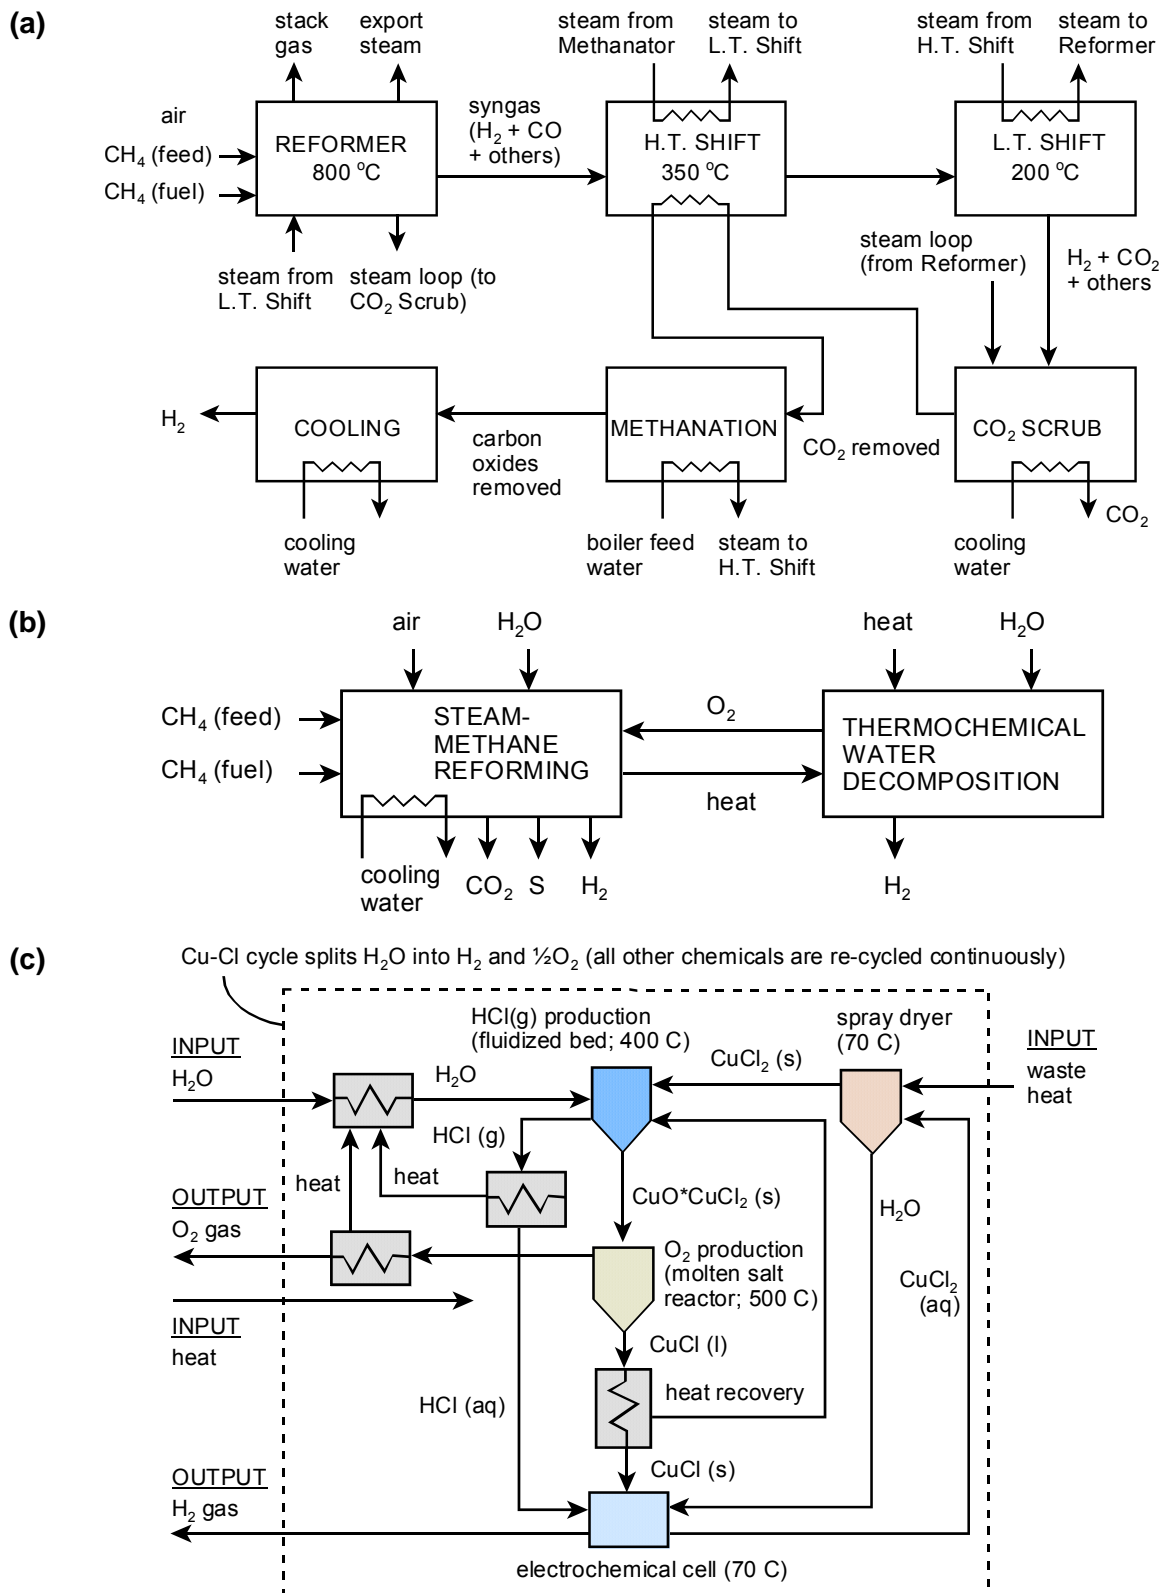 (a)
stack
gas
export
steam
steam from
Methanator
steam to
L.T. Shift
steam from
H.T. Shift
steam to
Reformer
air
CH₄ (feed)
CH₄ (fuel)
REFORMER
800 °C
syngas
(H₂ + CO
+ others)
H.T. SHIFT
350 °C
L.T. SHIFT
200 °C
steam from
L.T. Shift
steam loop (to
CO₂ Scrub)
steam loop
(from Reformer)
H₂ + CO₂
+ others
H₂
COOLING
carbon
oxides
removed
METHANATION
CO₂ removed
CO₂ SCRUB
cooling
water
boiler feed
water
steam to
H.T. Shift
cooling
water
CO₂
(b)
air
H₂O
heat
H₂O
CH₄ (feed)
CH₄ (fuel)
STEAM-
METHANE
REFORMING
O₂
heat
THERMOCHEMICAL
WATER
DECOMPOSITION
cooling
water
CO₂
S
H₂
H₂
(c)
Cu-Cl cycle splits H₂O into H₂ and ½O₂ (all other chemicals are re-cycled continuously)
HCl(g) production
(fluidized bed; 400 C)
spray dryer
(70 C)
INPUT
H₂O
H₂O
CuCl₂ (s)
INPUT
waste
heat
HCl (g)
heat
heat
CuO*CuCl₂ (s)
H₂O
OUTPUT
O₂ gas
O₂ production
(molten salt
reactor; 500 C)
CuCl₂
(aq)
INPUT
heat
CuCl (l)
HCl (aq)
heat recovery
CuCl (s)
OUTPUT
H₂ gas
electrochemical cell (70 C)